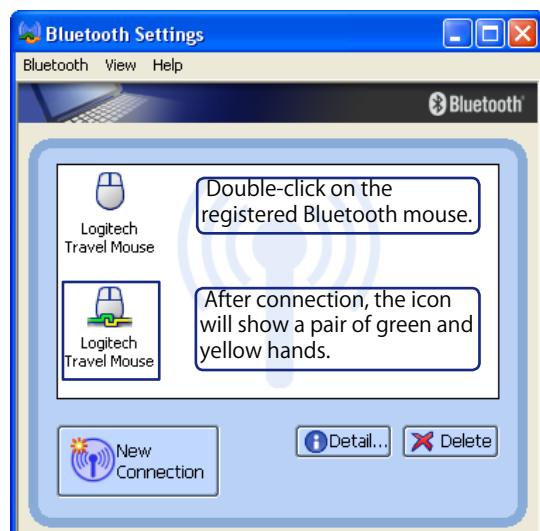 Bluetooth Settings
Bluetooth View Help
Bluetooth
Logitech
Travel Mouse
Double-click on the
registered Bluetooth mouse.
Logitech
Travel Mouse
After connection, the icon
will show a pair of green and
yellow hands.
New
Connection
Detail...
Delete